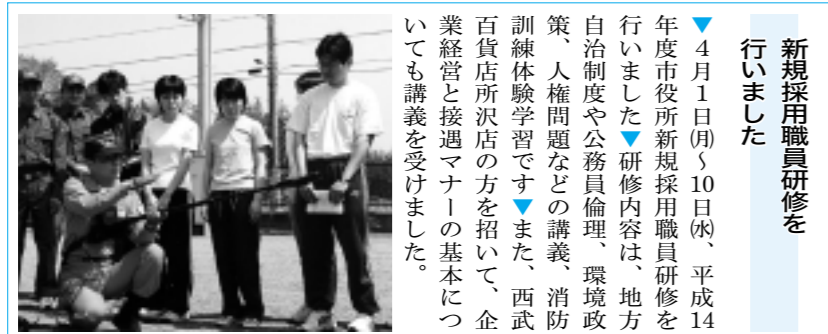 新規採用職員研修を
行いました
▼4月1日㈪〜10日㈬、平成14
年度市役所新規採用職員研修を
行いました▼研修内容は、地方
自治制度や公務員倫理、環境政
策、人権問題などの講義、消防
訓練体験学習です▼また、西武
百貨店所沢店の方を招いて、企
業経営と接遇マナーの基本につ
いても講義を受けました。